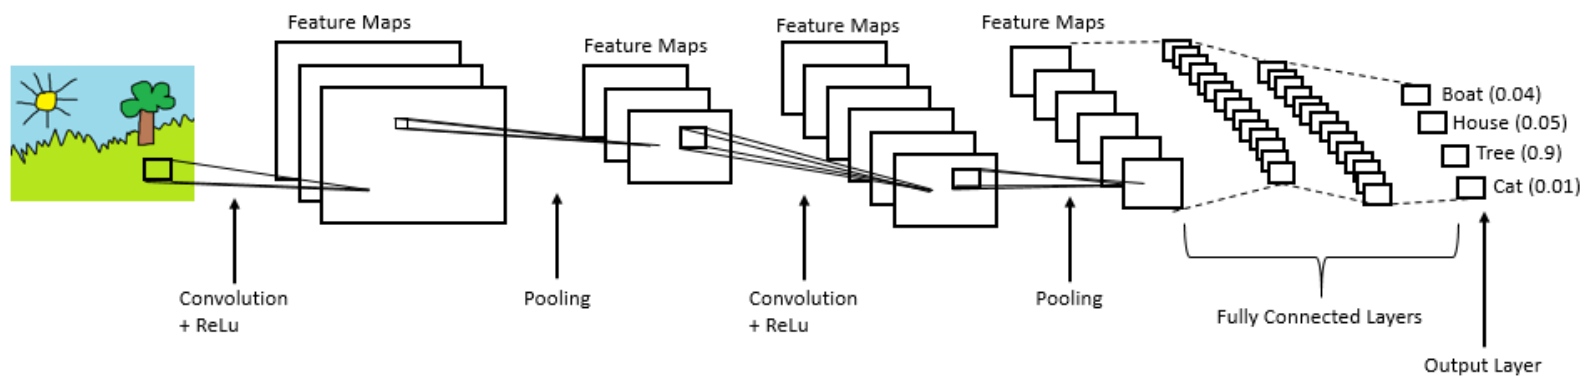 Feature Maps
Feature Maps
Feature Maps
Feature Maps
Boat (0.04)
House (0.05)
Tree (0.9)
Cat (0.01)
Convolution
+ ReLu
Pooling
Convolution
+ ReLu
Pooling
Fully Connected Layers
Output Layer